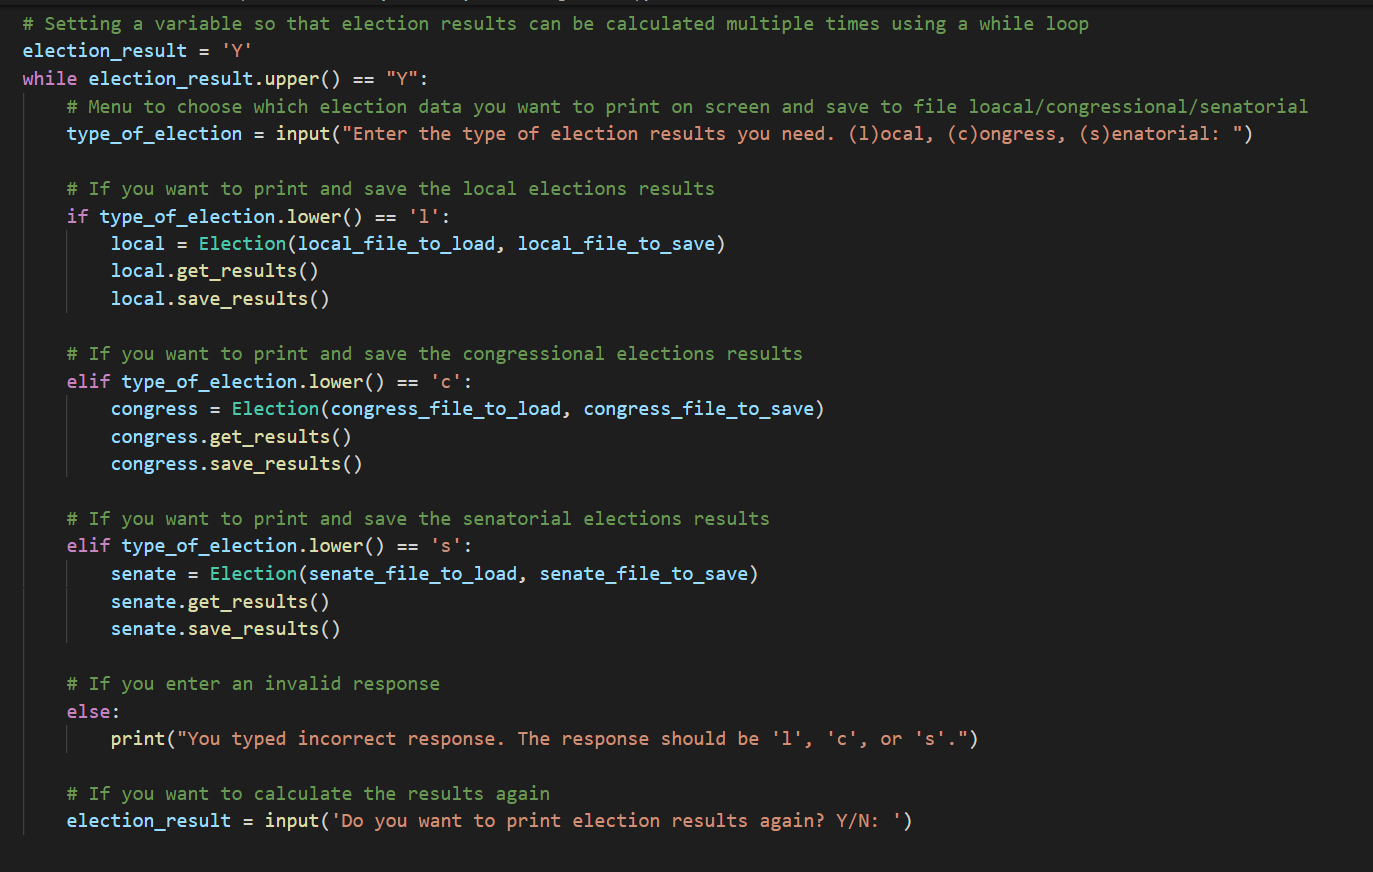 # Setting a variable so that election results can be calculated multiple times using a while loop
election_result = 'Y'
while election_result.upper() == "Y":
    # Menu to choose which election data you want to print on screen and save to file loacal/congressional/senatorial
    type_of_election = input("Enter the type of election results you need. (l)ocal, (c)ongress, (s)enatorial: ")

    # If you want to print and save the local elections results
    if type_of_election.lower() == 'l':
        local = Election(local_file_to_load, local_file_to_save)
        local.get_results()
        local.save_results()

    # If you want to print and save the congressional elections results
    elif type_of_election.lower() == 'c':
        congress = Election(congress_file_to_load, congress_file_to_save)
        congress.get_results()
        congress.save_results()

    # If you want to print and save the senatorial elections results
    elif type_of_election.lower() == 's':
        senate = Election(senate_file_to_load, senate_file_to_save)
        senate.get_results()
        senate.save_results()

    # If you enter an invalid response
    else:
        print("You typed incorrect response. The response should be 'l', 'c', or 's'.")

    # If you want to calculate the results again
    election_result = input('Do you want to print election results again? Y/N: ')